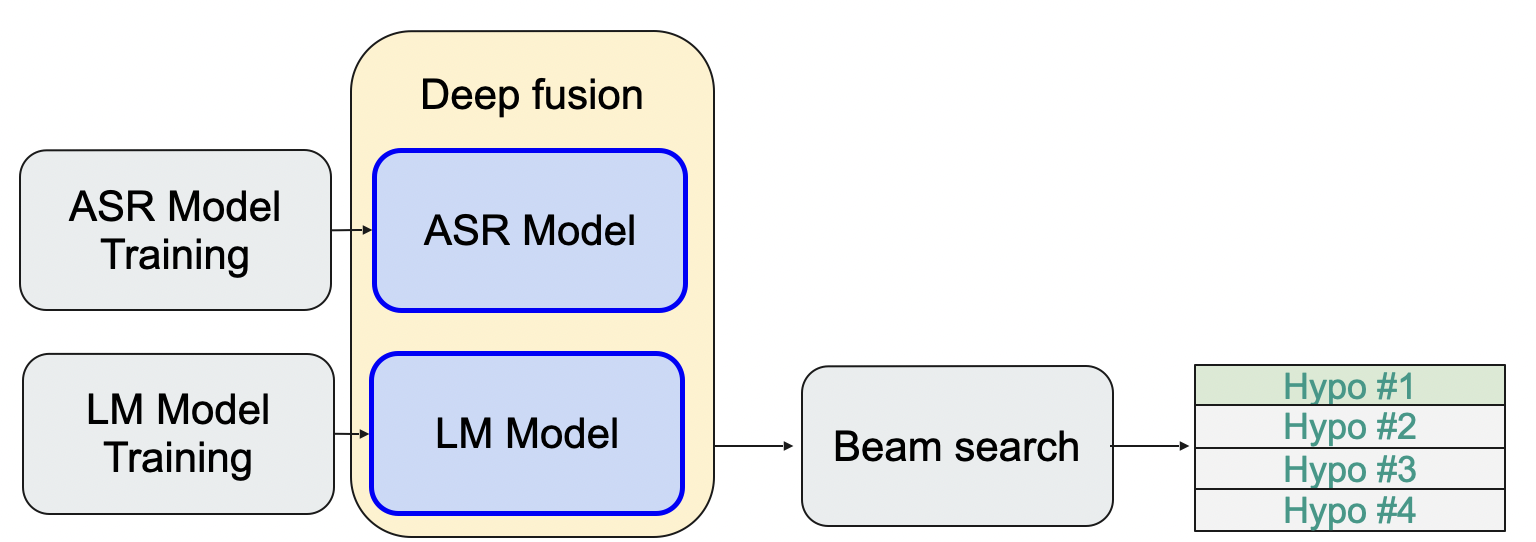 Deep fusion
ASR Model
Training
ASR Model
LM Model
Training
LM Model
Beam search
Hypo #1
Hypo #2
Hypo #3
Hypo #4